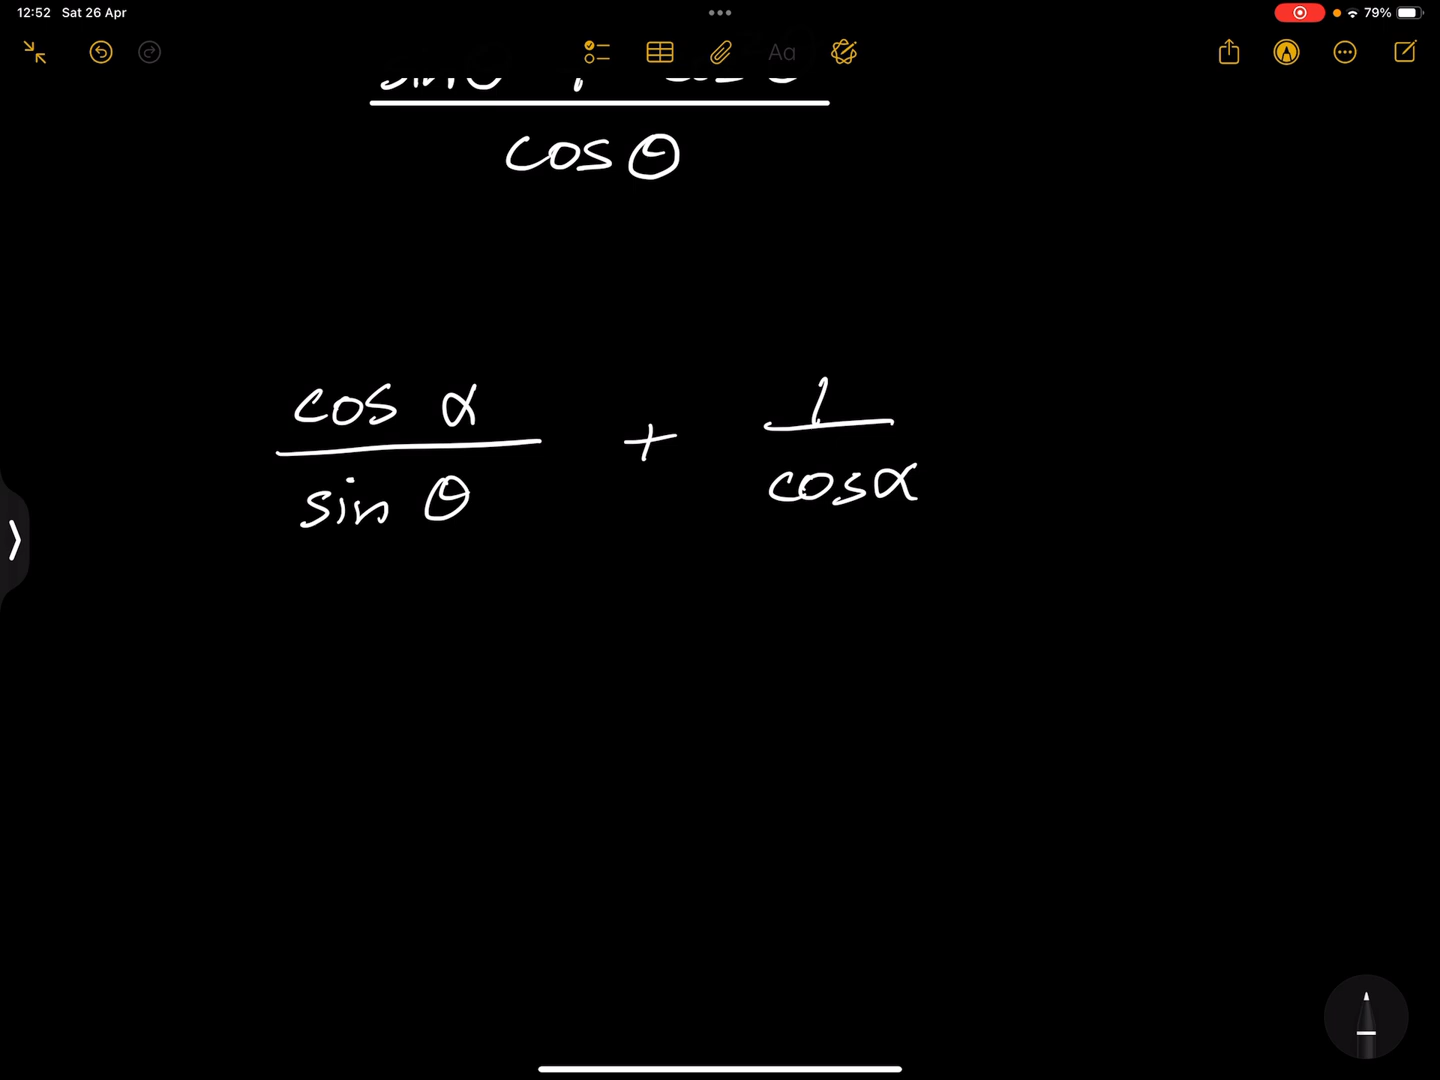 12:52 Sat 26 Apr 79%
Aa
cos θ
cos α / sin θ + 1 / cos α